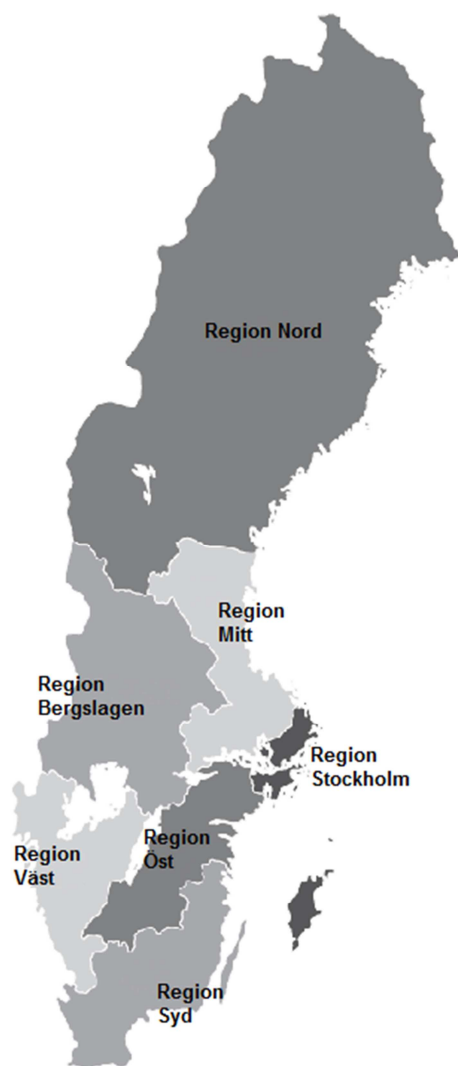 Region Nord
Region
Mitt
Region
Bergslagen
Region
Stockholm
Region
Öst
Region
Väst
Region
Syd